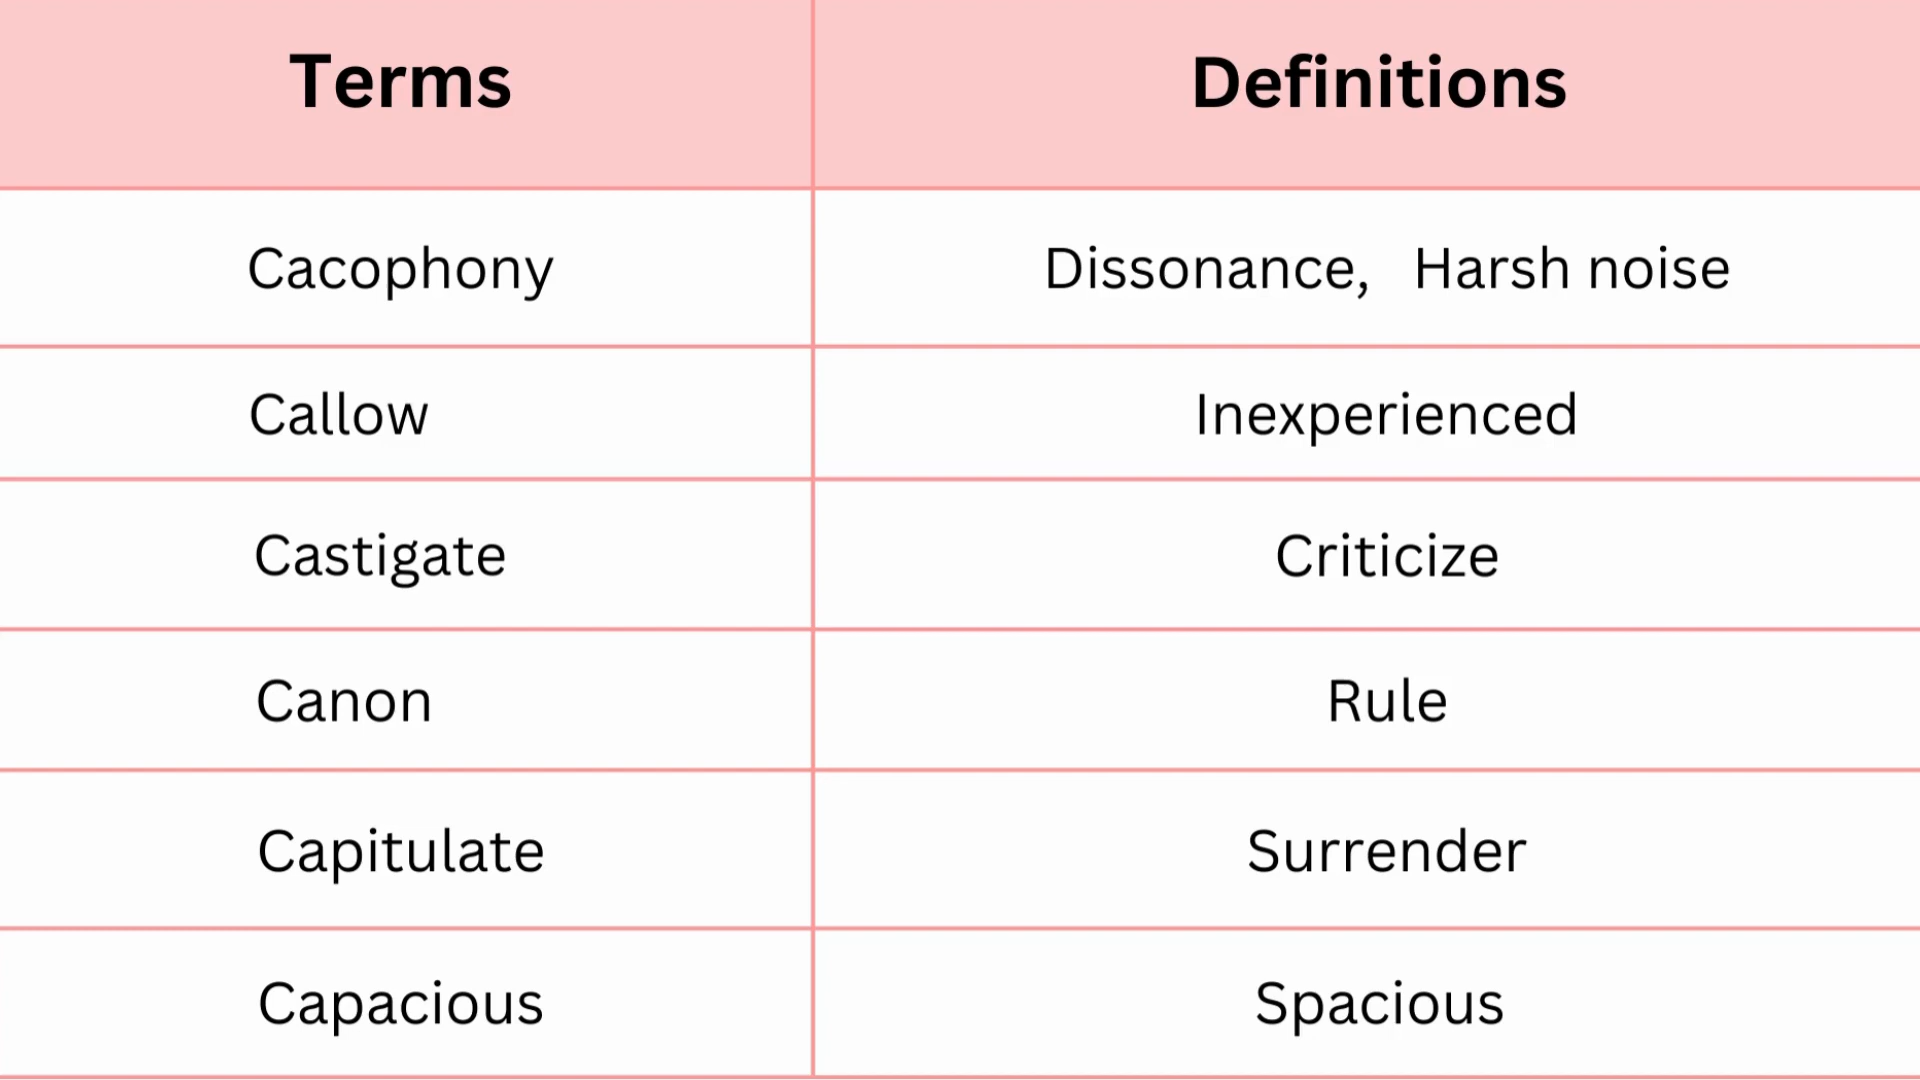 Terms Definitions
Cacophony Dissonance, Harsh noise
Callow Inexperienced
Castigate Criticize
Canon Rule
Capitulate Surrender
Capacious Spacious